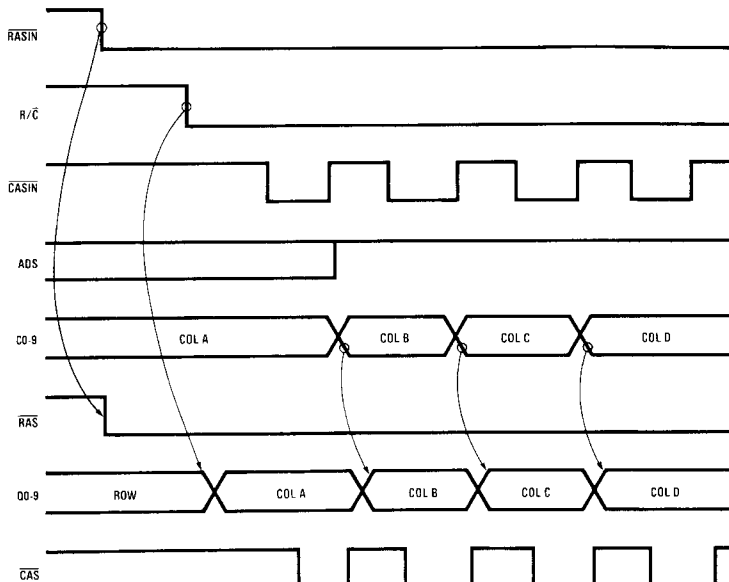 RASIN
R/C
CASIN
ADS
C0-9 COL A COL B COL C COL D
RAS
Q0-9 ROW COL A COL B COL C COL D
CAS